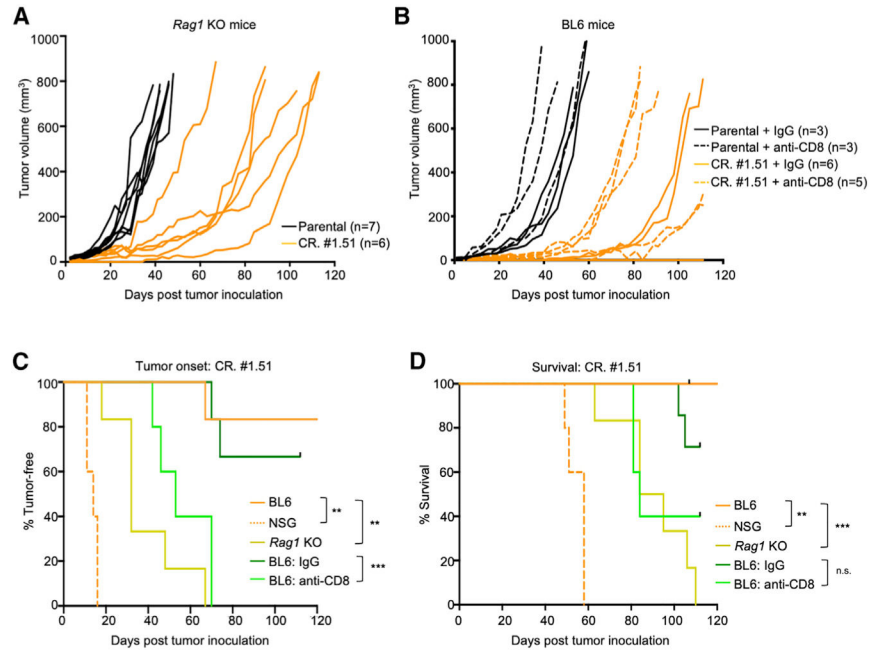 A
Rag1 KO mice
1000
800
600
400
200
0
Tumor volume (mm³)
0 20 40 60 80 100 120
Days post tumor inoculation
Parental (n=7)
CR. #1.51 (n=6)
B
BL6 mice
1000
800
600
400
200
0
Tumor volume (mm³)
0 20 40 60 80 100 120
Days post tumor inoculation
Parental + IgG (n=3)
Parental + anti-CD8 (n=3)
CR. #1.51 + IgG (n=6)
CR. #1.51 + anti-CD8 (n=5)
C
Tumor onset: CR. #1.51
100
80
60
40
20
0
% Tumor-free
0 20 40 60 80 100 120
Days post tumor inoculation
BL6
NSG
Rag1 KO
BL6: IgG
BL6: anti-CD8
**
**
***
D
Survival: CR. #1.51
100
80
60
40
20
0
% Survival
0 20 40 60 80 100 120
Days post tumor inoculation
BL6
NSG
Rag1 KO
BL6: IgG
BL6: anti-CD8
**
***
n.s.